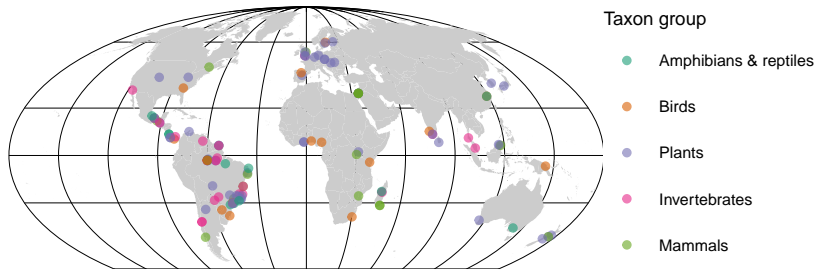 Taxon group
Amphibians & reptiles
Birds
Plants
Invertebrates
Mammals